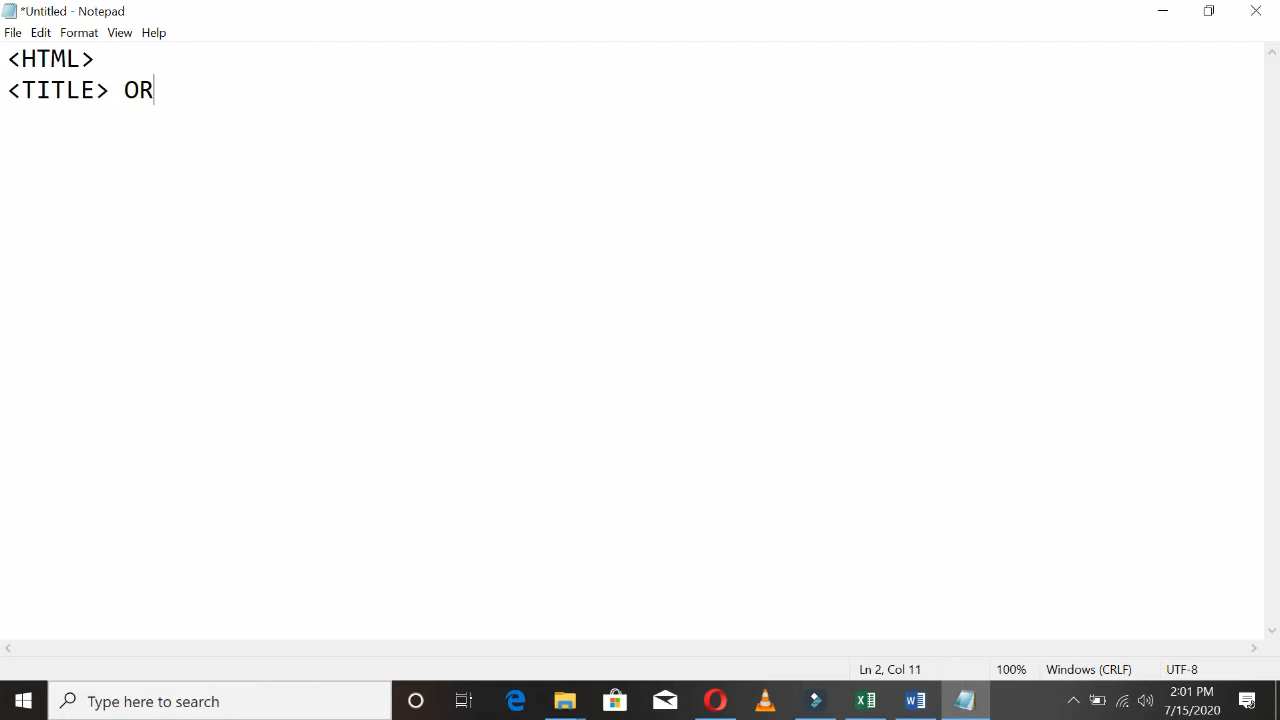 *Untitled - Notepad
File Edit Format View Help
<HTML>
<TITLE> OR
Ln 2, Col 11 100% Windows (CRLF) UTF-8
Type here to search
2:01 PM
7/15/2020